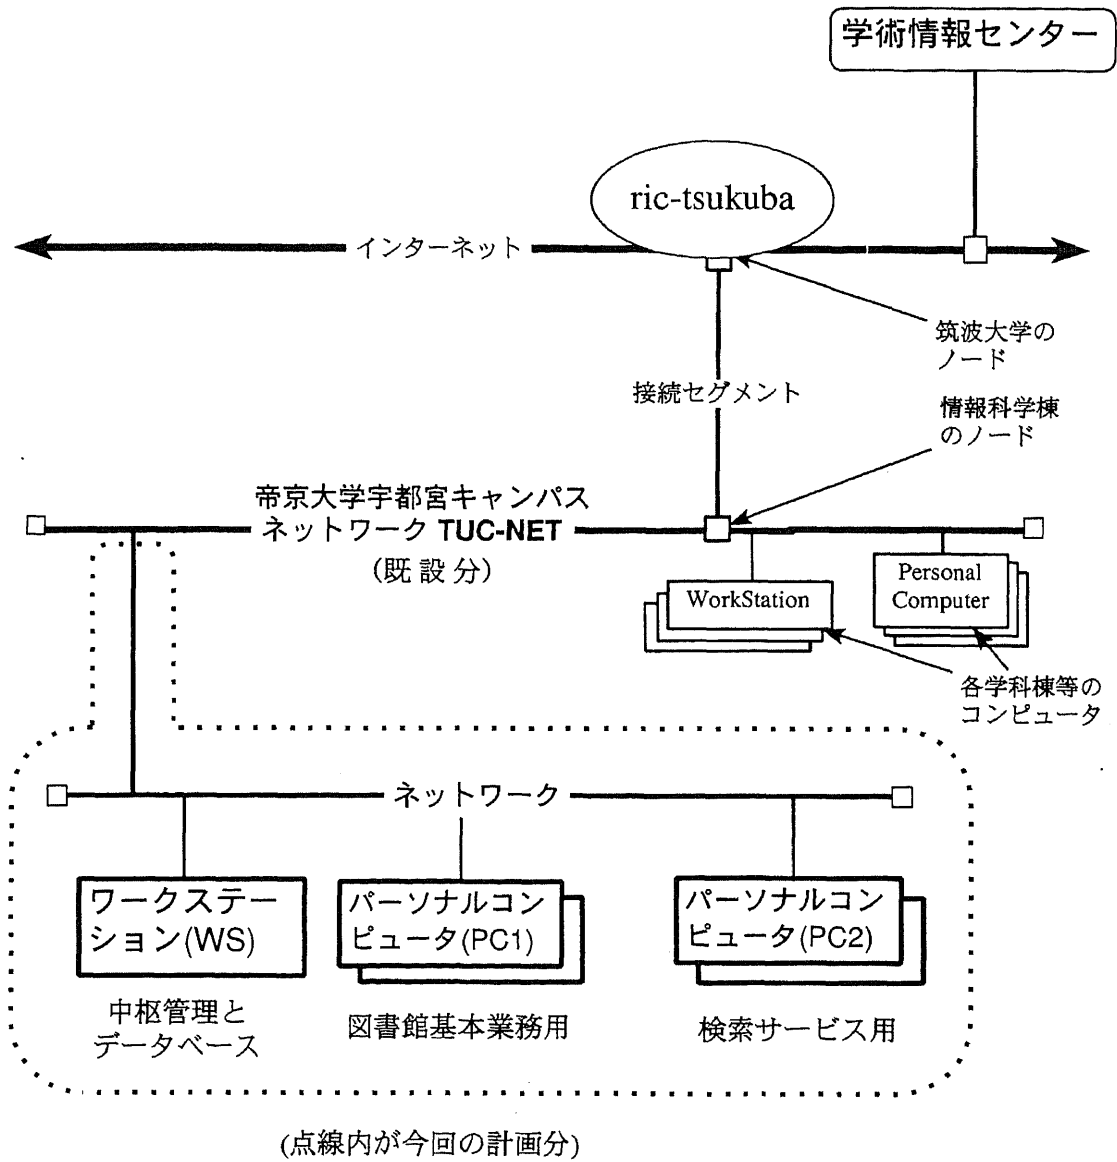 学術情報センター
ric-tsukuba
インターネット
筑波大学の
ノード
接続セグメント
情報科学棟
のノード
帝京大学宇都宮キャンパス
ネットワーク TUC-NET
(既設分)
WorkStation
Personal
Computer
各学科棟等の
コンピュータ
ネットワーク
ワークステー
ション(WS)
パーソナルコン
ピュータ(PC1)
パーソナルコン
ピュータ(PC2)
中枢管理と
データベース
図書館基本業務用
検索サービス用
(点線内が今回の計画分)